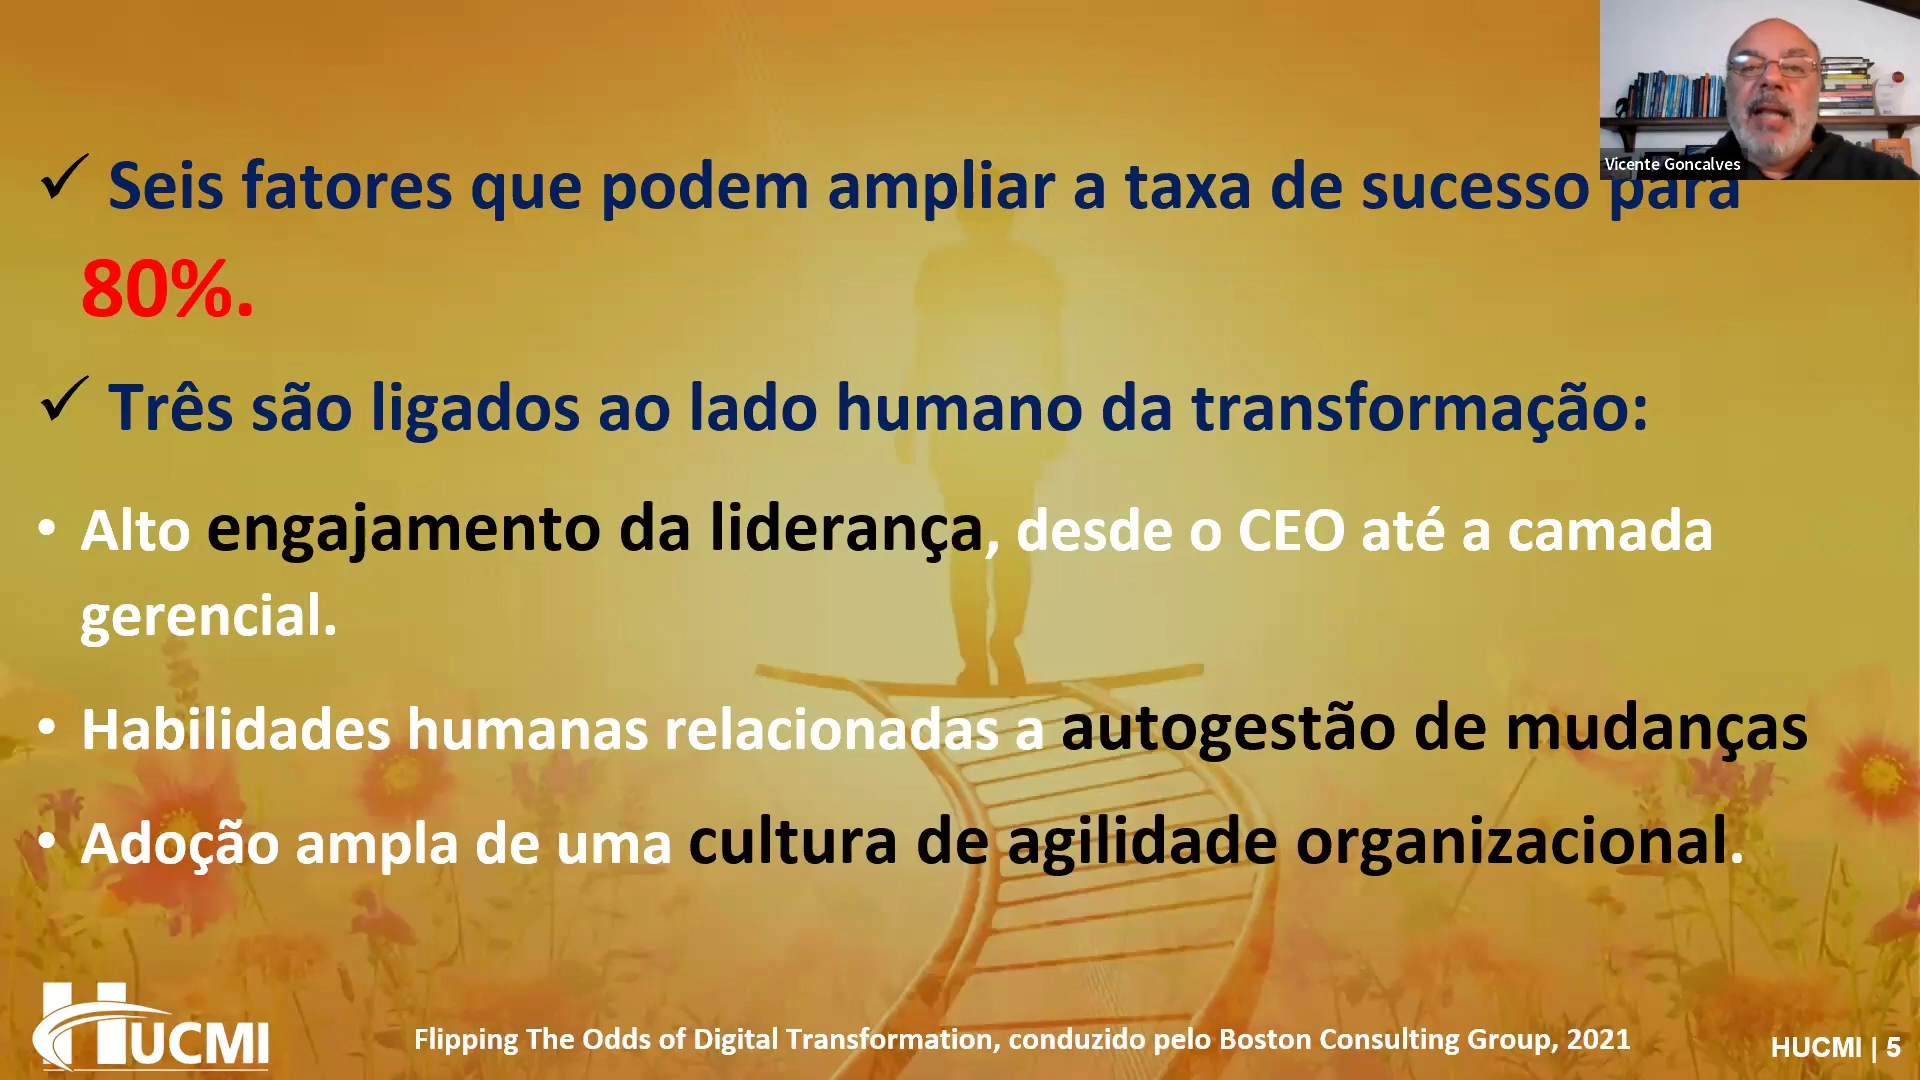 Vicente Goncalves
✓ Seis fatores que podem ampliar a taxa de sucesso para
80%.
✓ Três são ligados ao lado humano da transformação:
• Alto engajamento da liderança, desde o CEO até a camada
gerencial.
• Habilidades humanas relacionadas a autogestão de mudanças
• Adoção ampla de uma cultura de agilidade organizacional.
HUCMI
Flipping The Odds of Digital Transformation, conduzido pelo Boston Consulting Group, 2021
HUCMI | 5